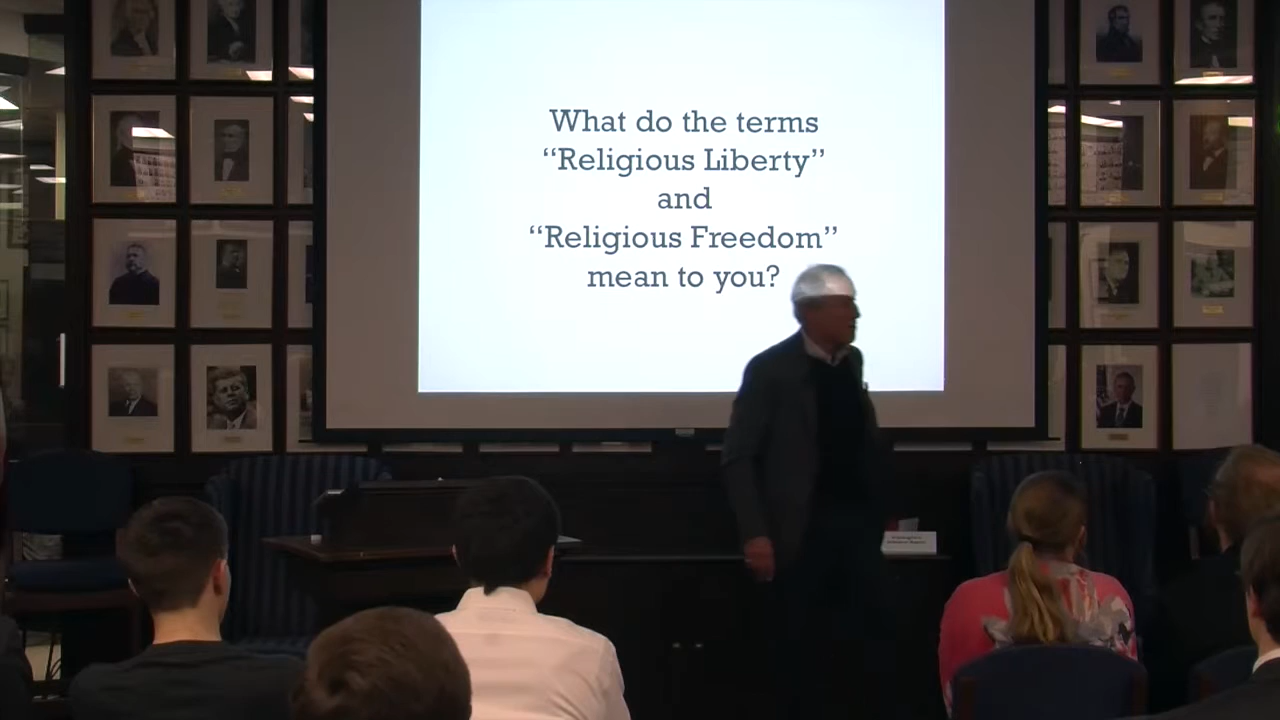 What do the terms
“Religious Liberty”
and
“Religious Freedom”
mean to you?